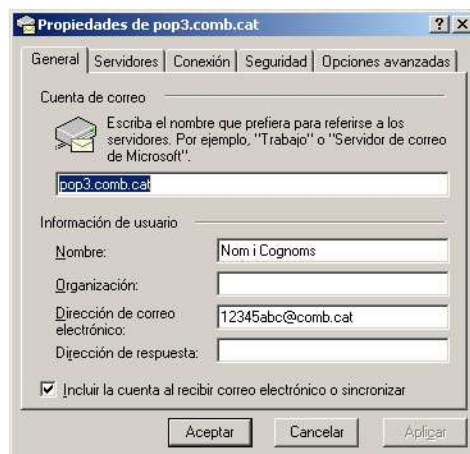 Propiedades de pop3.comb.cat
General Servidores Conexión Seguridad Opciones avanzadas
Cuenta de correo
Escriba el nombre que prefiera para referirse a los
servidores. Por ejemplo, "Trabajo" o "Servidor de correo
de Microsoft".
pop3.comb.cat
Información de usuario
Nombre: Nom i Cognoms
Organización:
Dirección de correo
electrónico: 12345abc@comb.cat
Dirección de respuesta:
Incluir la cuenta al recibir correo electrónico o sincronizar
Aceptar Cancelar Aplicar